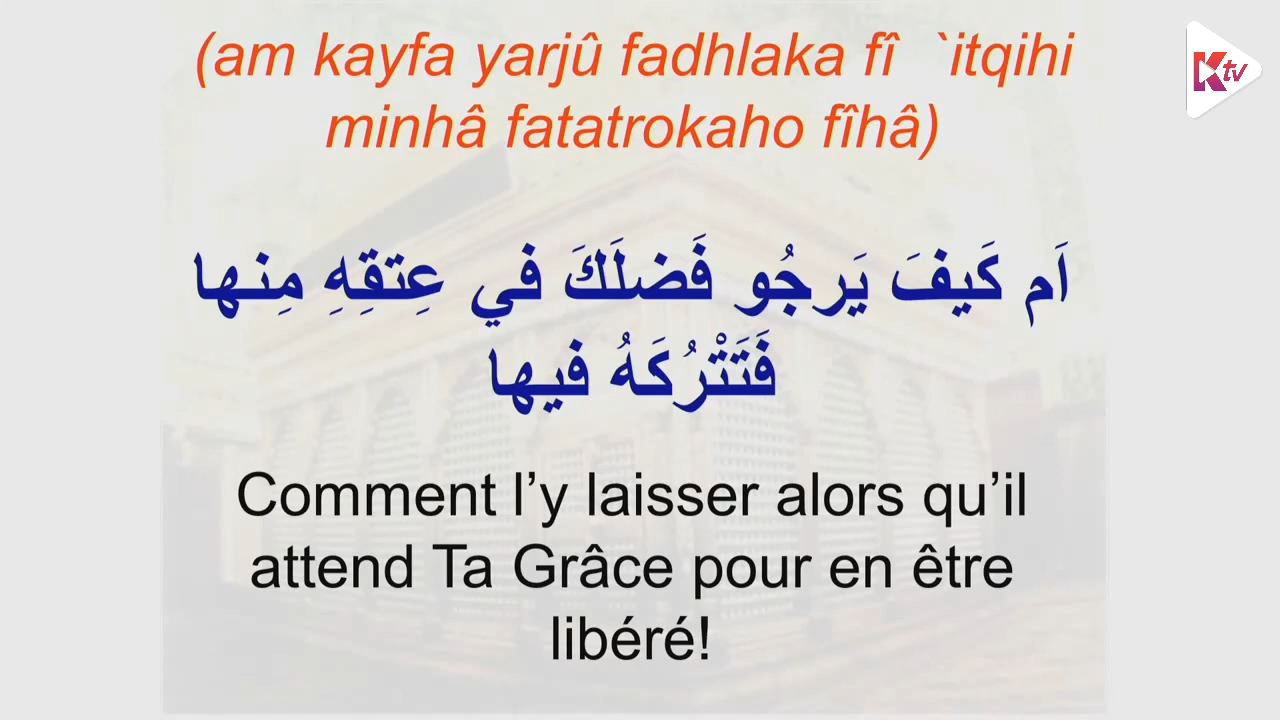 (am kayfa yarjû fadhlaka fî  `itqihi
minhâ fatatrokaho fîhâ)
اَم كَيفَ يَرجُو فَضلَكَ في عِتقِهِ مِنها
فَتَتْرُكَهُ فيها
Comment l’y laisser alors qu’il
attend Ta Grâce pour en être
libéré!
Ktv